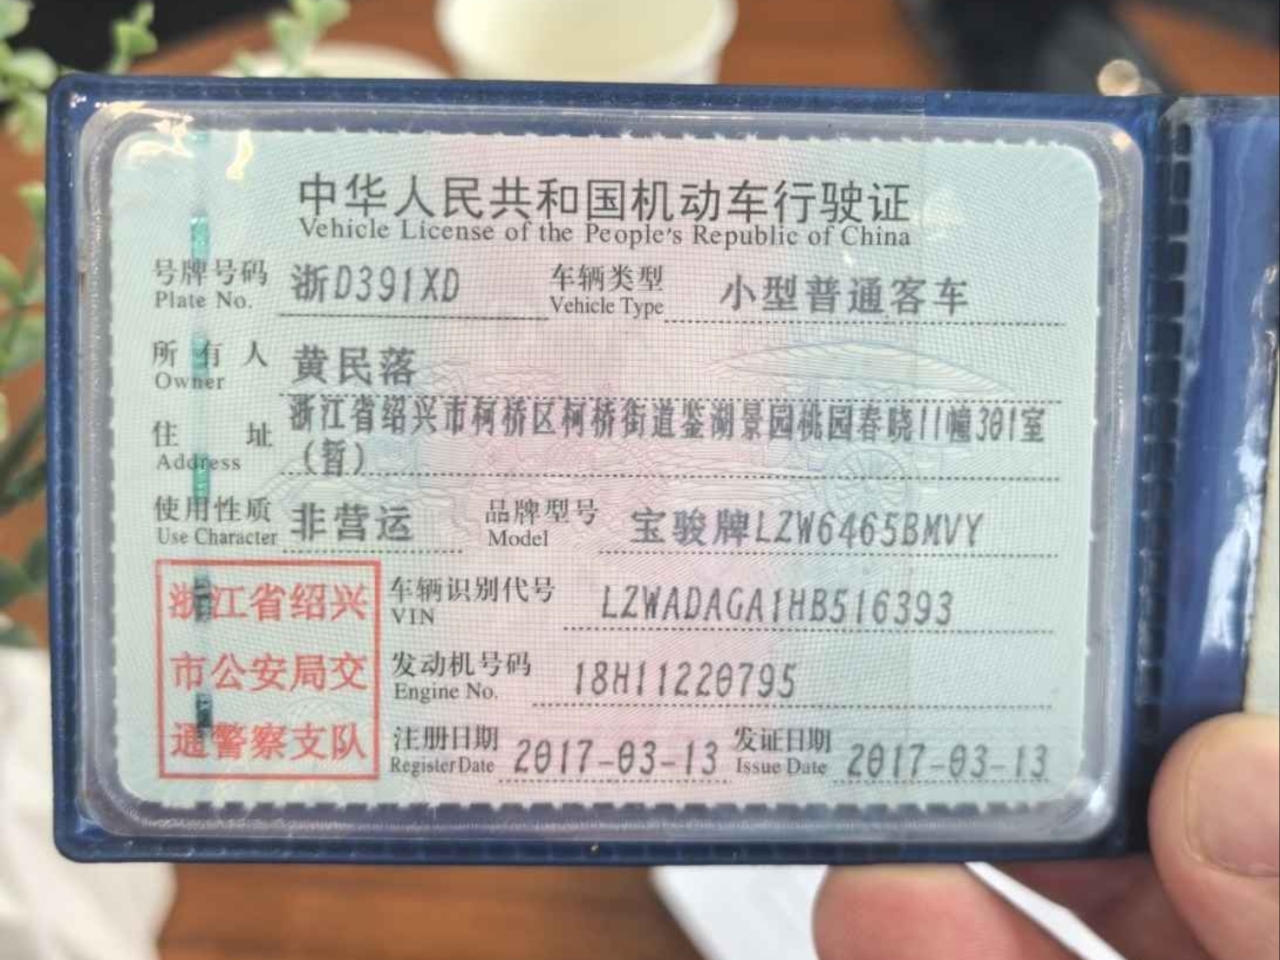 中华人民共和国机动车行驶证
Vehicle License of the People's Republic of China
号牌号码 浙D391XD 车辆类型 小型普通客车
Plate No. Vehicle Type
所有人 黄民落
Owner
住址 浙江省绍兴市柯桥区柯桥街道鉴湖景园桃园春晓11幢301室
Address （暂）
使用性质 非营运 品牌型号 宝骏牌LZW6465BMVY
Use Character Model
浙江省绍兴
市公安局交
通警察支队
车辆识别代号 LZWADAGA1HB516393
VIN
发动机号码 18H11220795
Engine No.
注册日期 2017-03-13 发证日期 2017-03-13
Register Date Issue Date